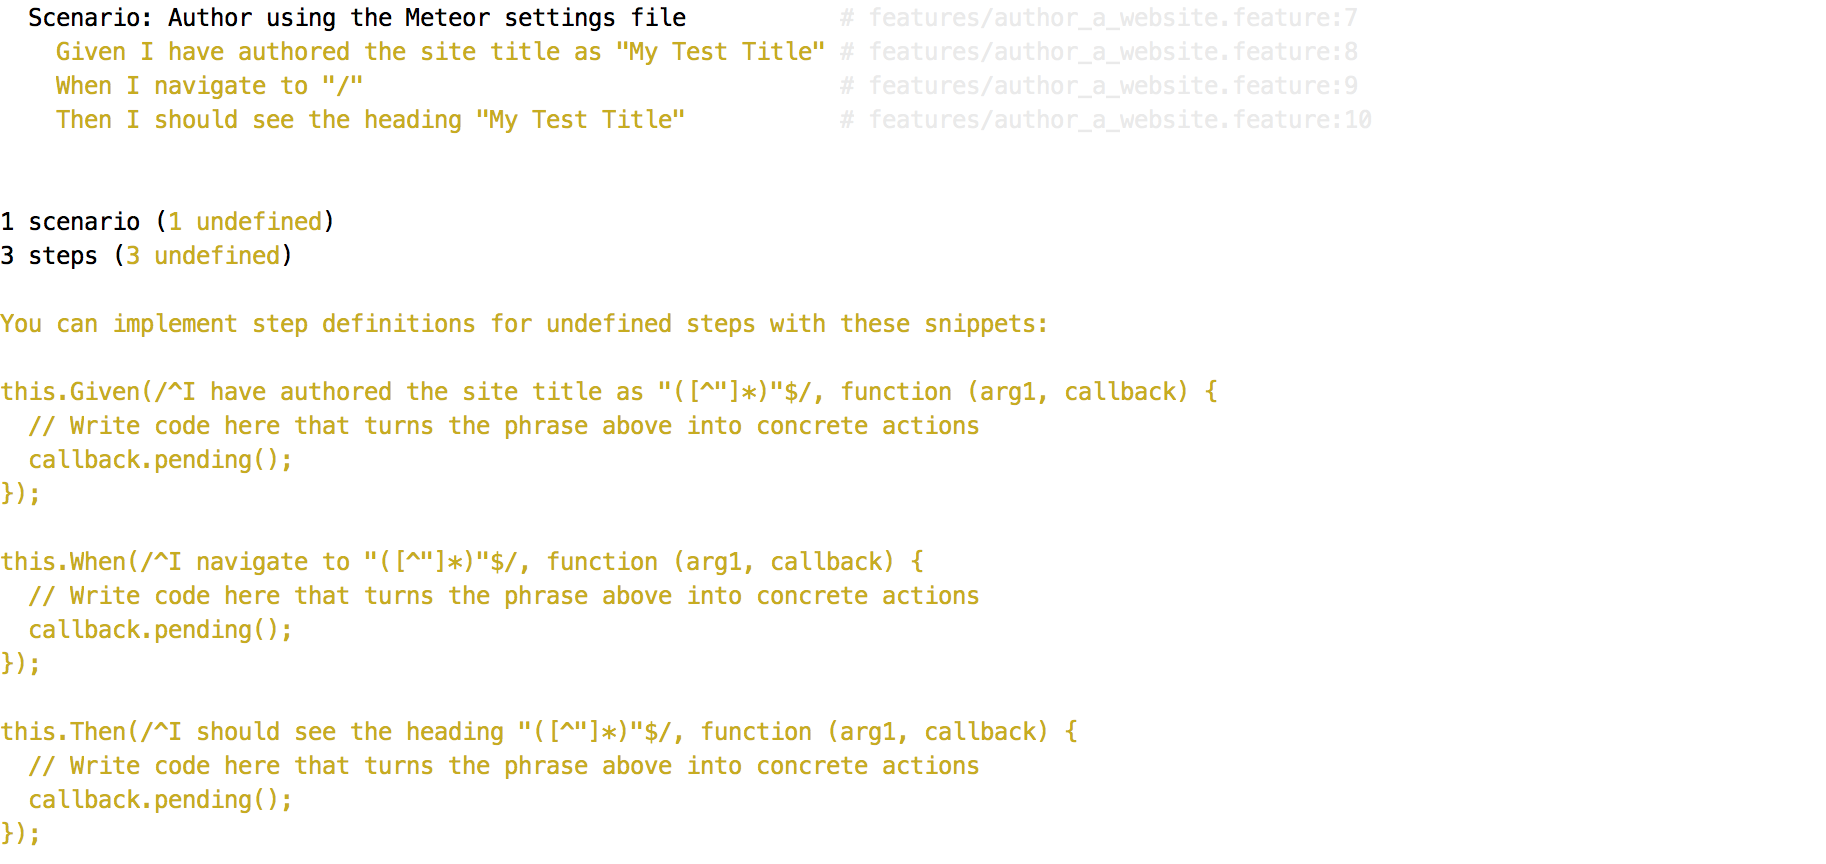 Scenario: Author using the Meteor settings file # features/author_a_website.feature:7
Given I have authored the site title as "My Test Title" # features/author_a_website.feature:8
When I navigate to "/" # features/author_a_website.feature:9
Then I should see the heading "My Test Title" # features/author_a_website.feature:10
1 scenario (1 undefined)
3 steps (3 undefined)
You can implement step definitions for undefined steps with these snippets:
this.Given(/^I have authored the site title as "([^"]*)"$/, function (arg1, callback) {
// Write code here that turns the phrase above into concrete actions
callback.pending();
});
this.When(/^I navigate to "([^"]*)"$/, function (arg1, callback) {
// Write code here that turns the phrase above into concrete actions
callback.pending();
});
this.Then(/^I should see the heading "([^"]*)"$/, function (arg1, callback) {
// Write code here that turns the phrase above into concrete actions
callback.pending();
});